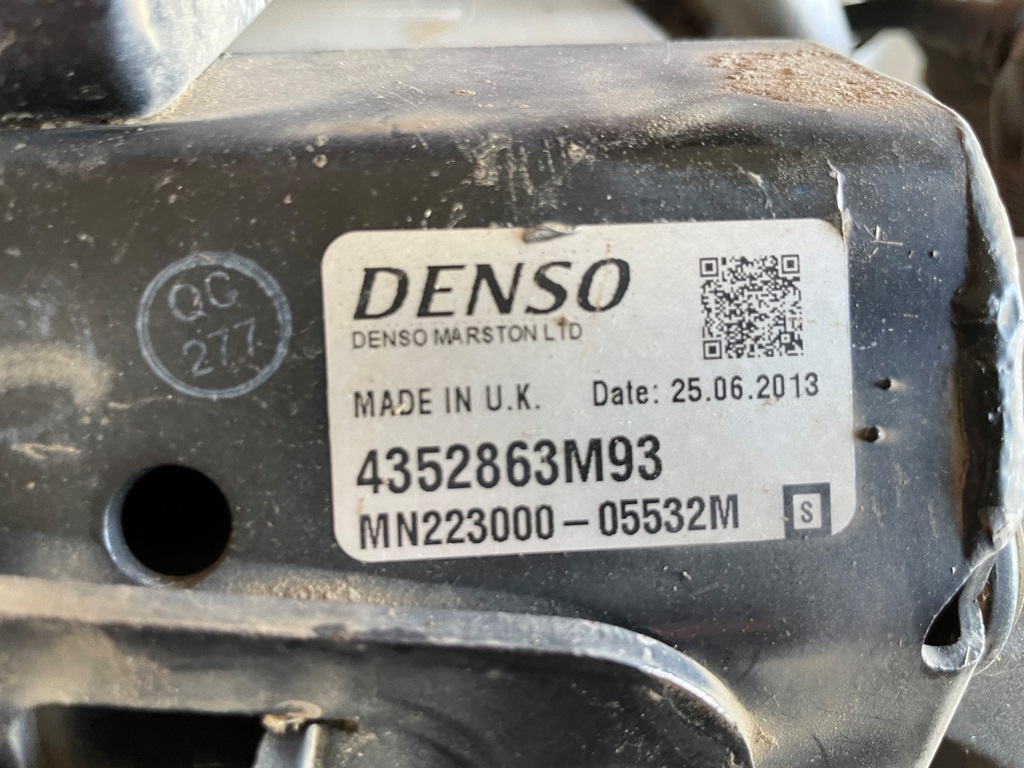 QC
277
DENSO
DENSO MARSTON LTD
MADE IN U.K. Date: 25.06.2013
4352863M93
MN223000-05532M
S